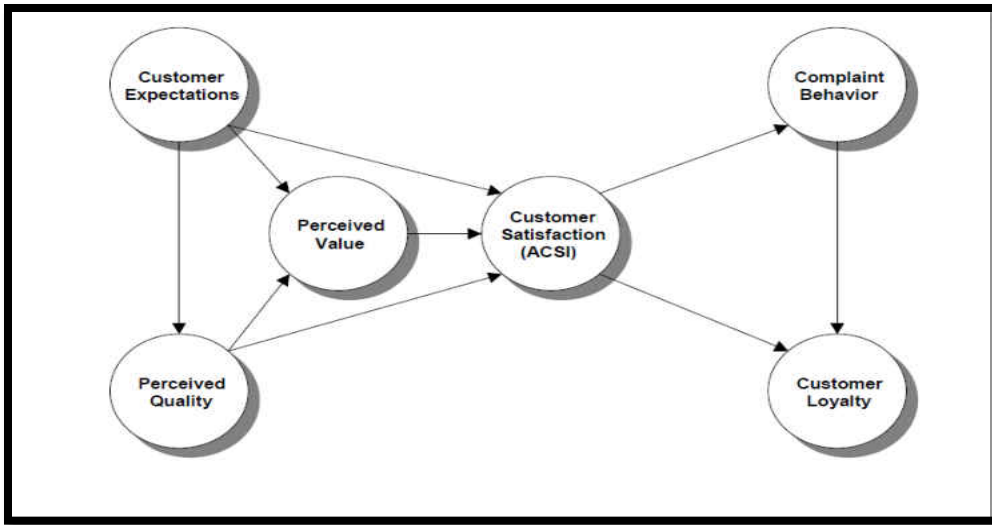 Customer
Expectations
Complaint
Behavior
Perceived
Value
Customer
Satisfaction
(ACSI)
Perceived
Quality
Customer
Loyalty